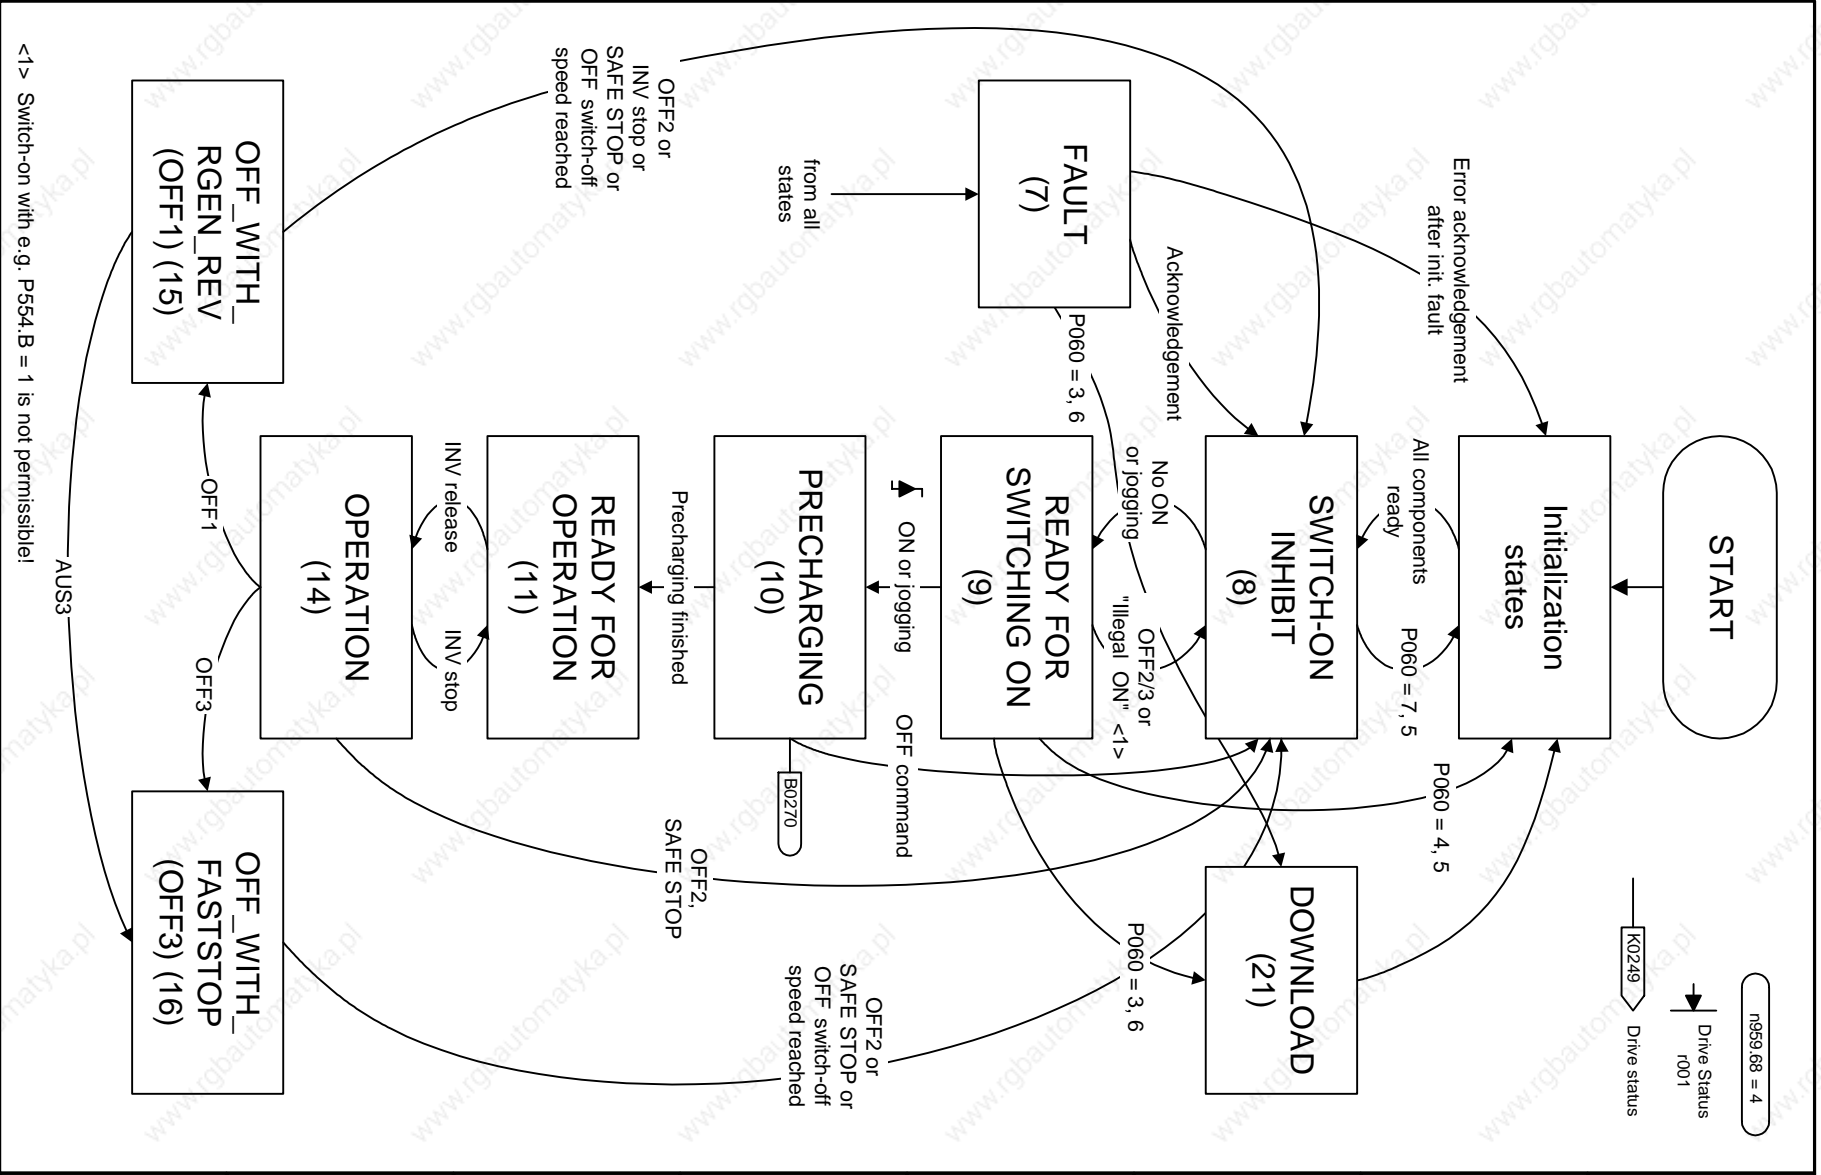 n959.68 = 4
Drive Status
r001
K0249
Drive status
START
Initialization
states
Error acknowledgement
after init. fault
All components
ready
P060 = 7, 5
P060 = 4, 5
SWITCH-ON
INHIBIT
(8)
DOWNLOAD
(21)
FAULT
(7)
Acknowledgement
P060 = 3, 6
from all
states
No ON
or jogging
OFF2/3 or
"Illegal ON" <1>
P060 = 3, 6
READY FOR
SWITCHING ON
(9)
ON or jogging
OFF command
PRECHARGING
(10)
B0270
Precharging finished
OFF2,
SAFE STOP
OFF2 or
SAFE STOP or
OFF switch-off
speed reached
OFF2 or
INV stop or
SAFE STOP or
OFF switch-off
speed reached
READY FOR
OPERATION
(11)
INV release
INV stop
OPERATION
(14)
OFF1
OFF3
OFF_WITH_
RGEN_REV
(OFF1) (15)
OFF_WITH_
FASTSTOP
(OFF3) (16)
AUS3
<1> Switch-on with e.g. P554.B = 1 is not permissible!
www.rgbautomatyka.pl